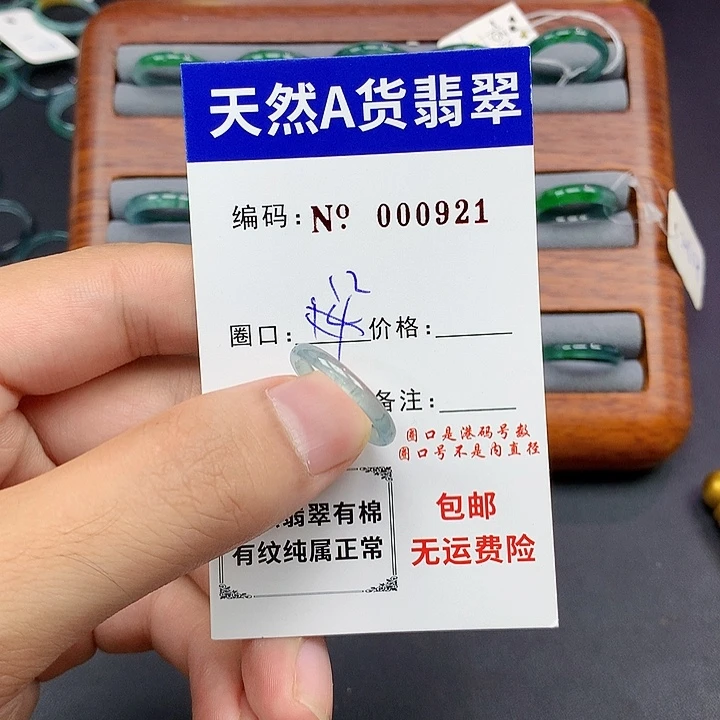 天然A货翡翠
编码: Nº 000921
12
圈口: 价格:
备注:
圈口是港码号数
圈口号不是内直径
翡翠有棉
有纹纯属正常
包邮
无运费险